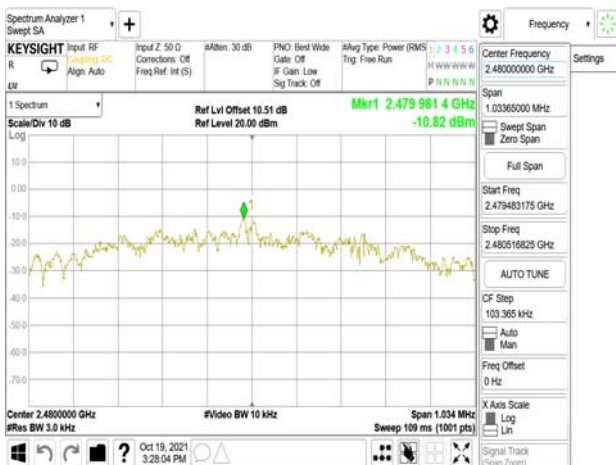 Spectrum Analyzer 1
Swept SA
+
Frequency
KEYSIGHT
Input: RF
Coupling: DC
Align: Auto
Input Z: 50 Ω
Corrections: Off
Freq Ref: Int (S)
#Atten: 30 dB
PNO: Best Wide
Gate: Off
IF Gain: Low
Sig Track: Off
#Avg Type: Power (RMS
Trig: Free Run
1 2 3 4 5 6
M W W W W W
P N N N N N
R
Settings
Center Frequency
2.480000000 GHz
Span
1.03365000 MHz
Swept Span
Zero Span
Full Span
Start Freq
2.479483175 GHz
Stop Freq
2.480516825 GHz
AUTO TUNE
CF Step
103.365 kHz
Auto
Man
Freq Offset
0 Hz
X Axis Scale
Log
Lin
Signal Track
(Span Zoom)
1 Spectrum
Scale/Div 10 dB
Log
Ref Lvl Offset 10.51 dB
Ref Level 20.00 dBm
Mkr1 2.479 981 4 GHz
-10.82 dBm
10.0
0.00
-10.0
-20.0
-30.0
-40.0
-50.0
-60.0
-70.0
1
Center 2.4800000 GHz
#Res BW 3.0 kHz
#Video BW 10 kHz
Span 1.034 MHz
Sweep 109 ms (1001 pts)
?
Oct 19, 2021
3:28:04 PM